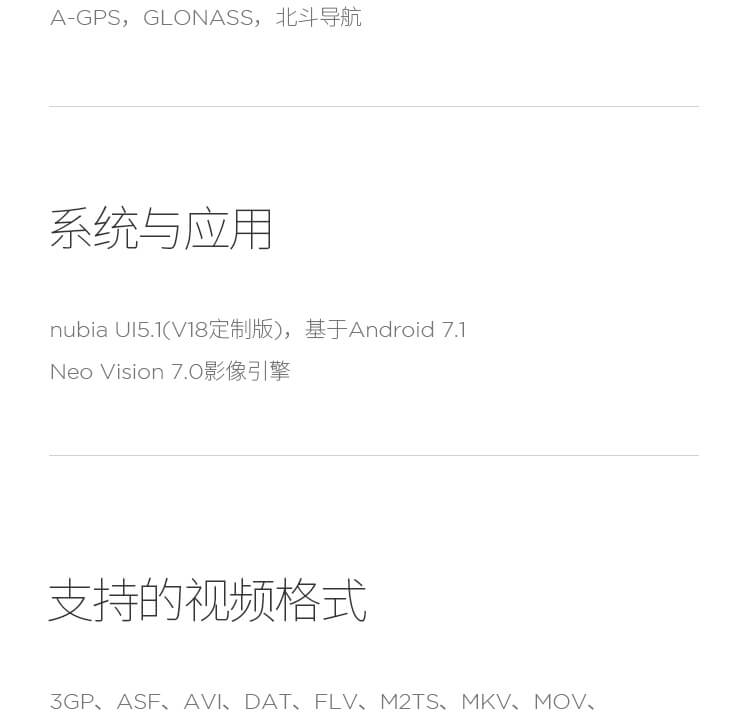 A-GPS，GLONASS，北斗导航
系统与应用
nubia UI5.1(V18定制版)，基于Android 7.1
Neo Vision 7.0影像引擎
支持的视频格式
3GP、ASF、AVI、DAT、FLV、M2TS、MKV、MOV、